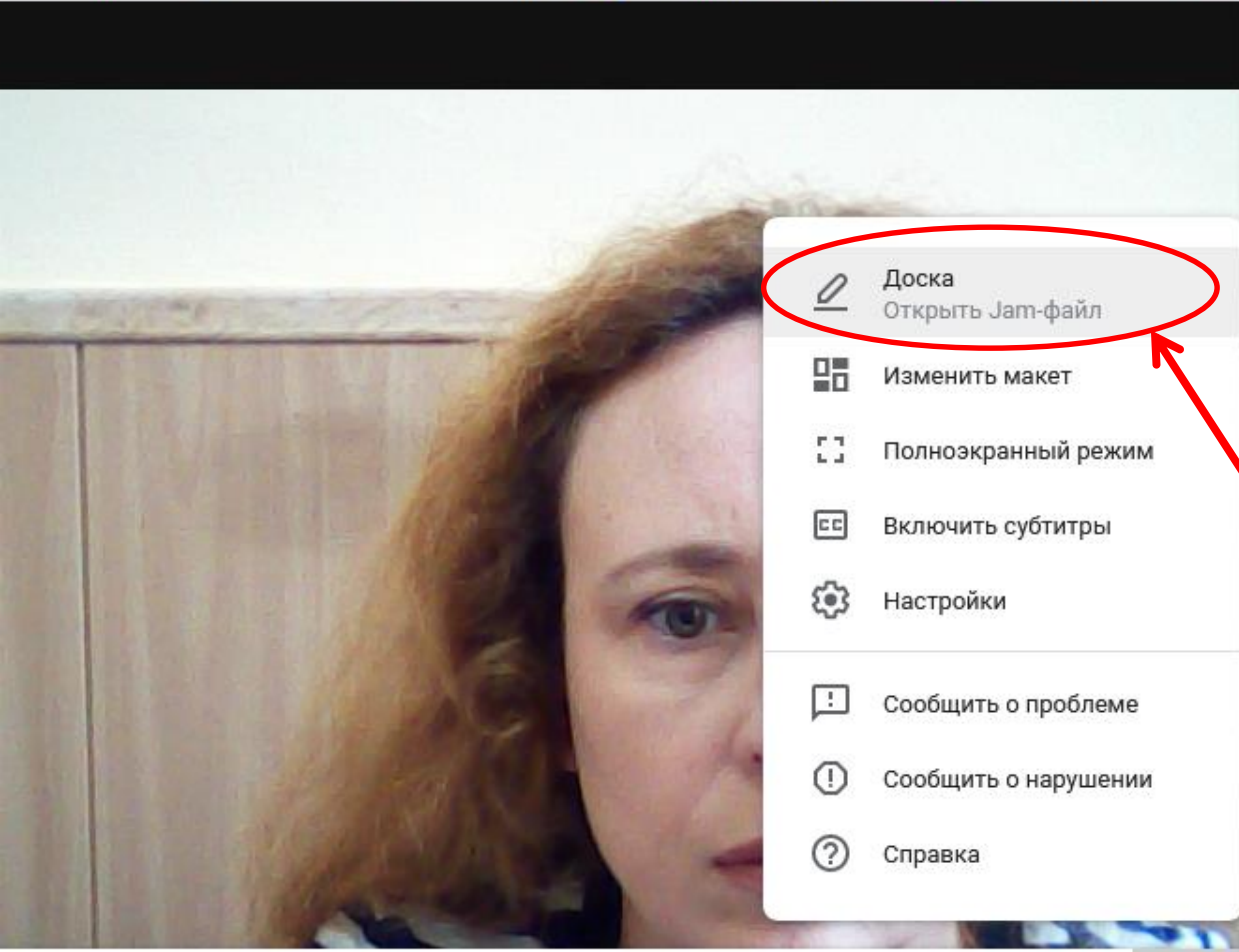 Доска
Открыть Jam-файл
Изменить макет
Полноэкранный режим
Включить субтитры
Настройки
Сообщить о проблеме
Сообщить о нарушении
Справка